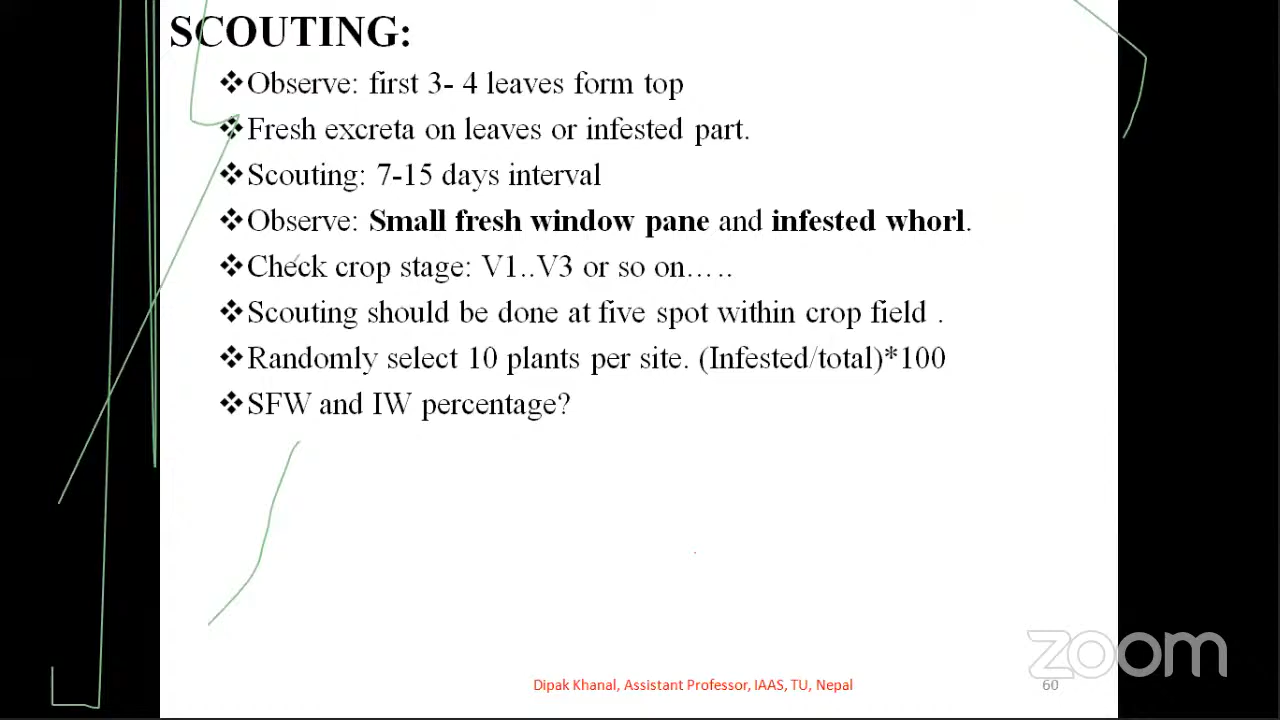 SCOUTING:
❖Observe: first 3- 4 leaves form top
❖Fresh excreta on leaves or infested part.
❖Scouting: 7-15 days interval
❖Observe: Small fresh window pane and infested whorl.
❖Check crop stage: V1..V3 or so on…..
❖Scouting should be done at five spot within crop field .
❖Randomly select 10 plants per site. (Infested/total)*100
❖SFW and IW percentage?
zoom
Dipak Khanal, Assistant Professor, IAAS, TU, Nepal
60